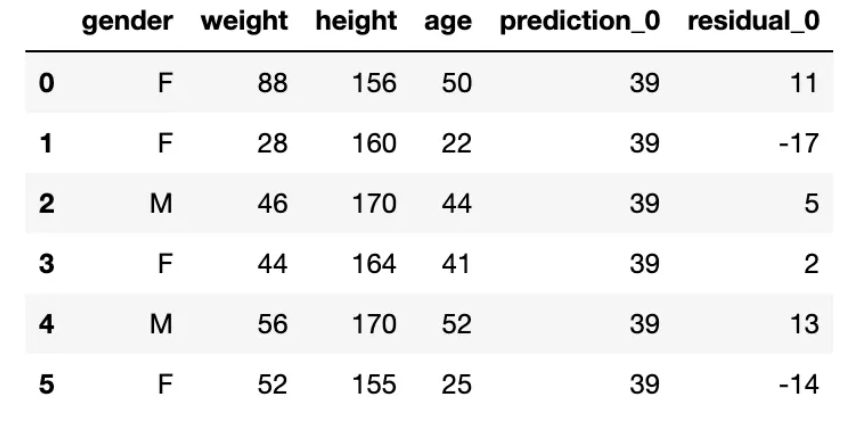 gender weight height age prediction_0 residual_0
0 F 88 156 50 39 11
1 F 28 160 22 39 -17
2 M 46 170 44 39 5
3 F 44 164 41 39 2
4 M 56 170 52 39 13
5 F 52 155 25 39 -14